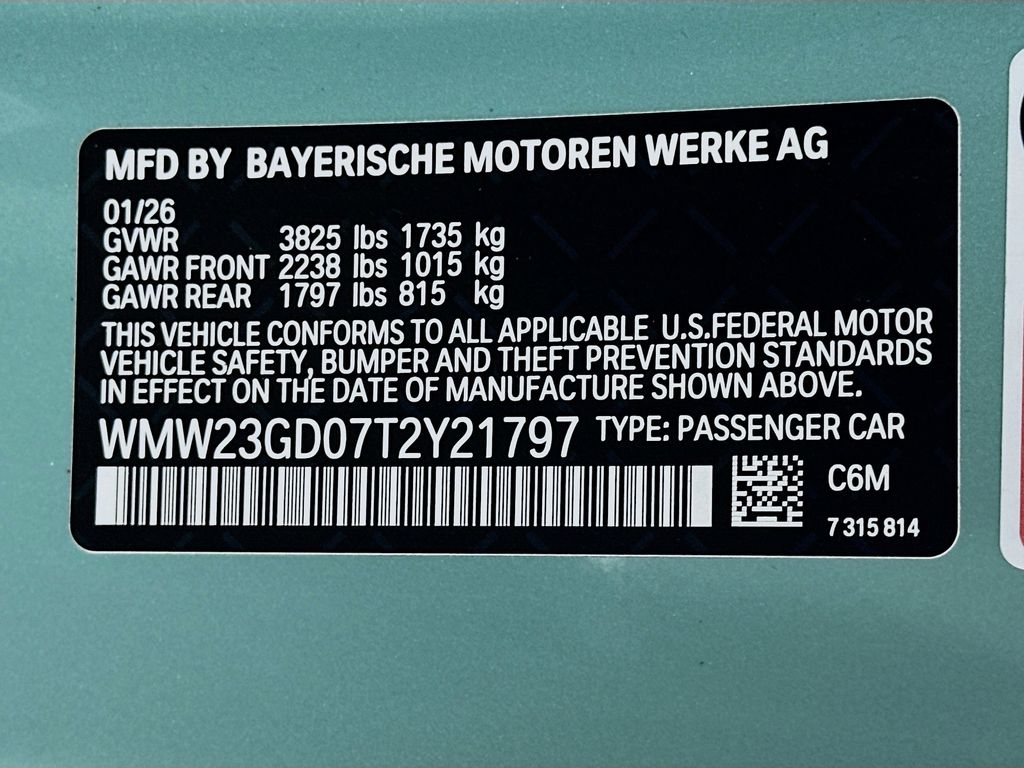 MFD BY BAYERISCHE MOTOREN WERKE AG
01/26
GVWR 3825 lbs 1735 kg
GAWR FRONT 2238 lbs 1015 kg
GAWR REAR 1797 lbs 815 kg
THIS VEHICLE CONFORMS TO ALL APPLICABLE U.S.FEDERAL MOTOR
VEHICLE SAFETY, BUMPER AND THEFT PREVENTION STANDARDS
IN EFFECT ON THE DATE OF MANUFACTURE SHOWN ABOVE.
WMW23GD07T2Y21797 TYPE: PASSENGER CAR
C6M
7 315 814